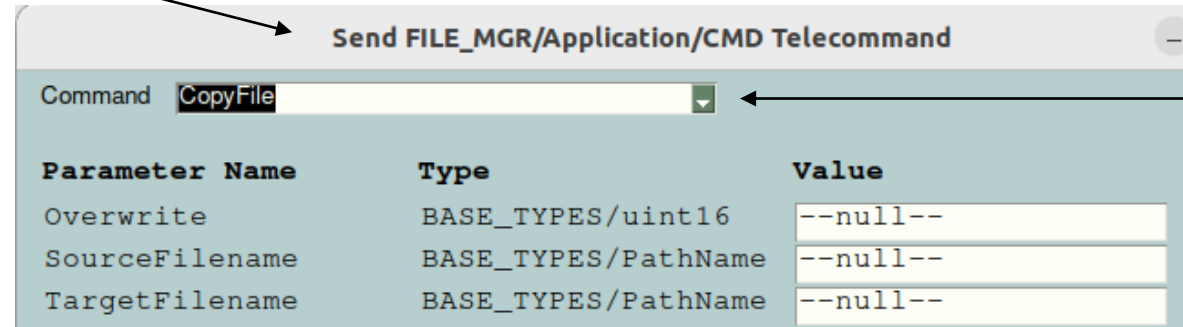 Send FILE_MGR/Application/CMD Telecommand
Command CopyFile
Parameter Name Type Value
Overwrite BASE_TYPES/uint16 --null--
SourceFilename BASE_TYPES/PathName --null--
TargetFilename BASE_TYPES/PathName --null--